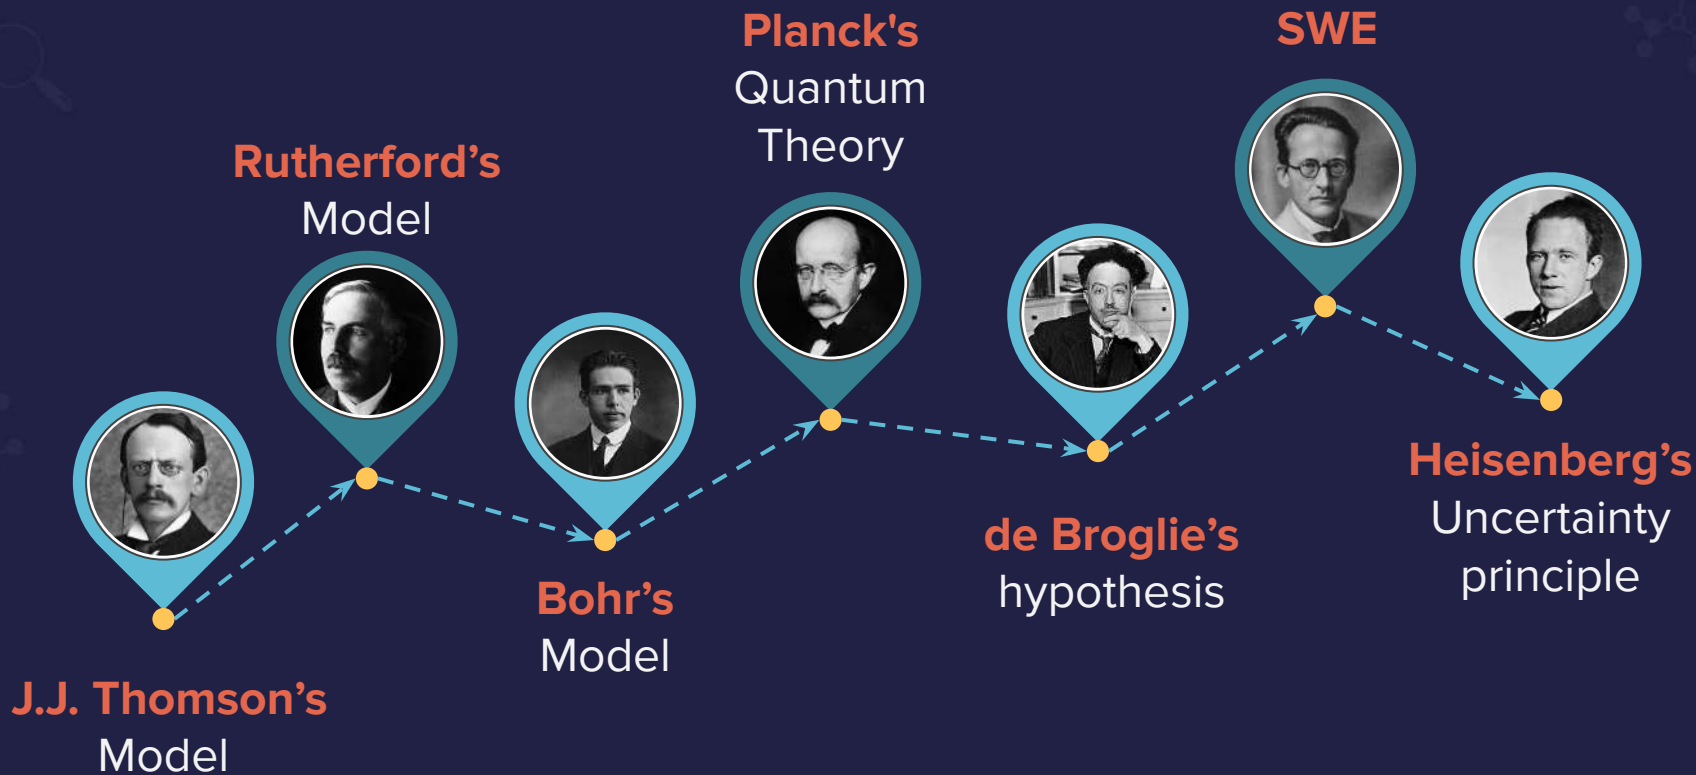 J.J. Thomson’s
Model
Rutherford’s
Model
Bohr’s
Model
Planck's
Quantum
Theory
de Broglie’s
hypothesis
SWE
Heisenberg’s
Uncertainty
principle